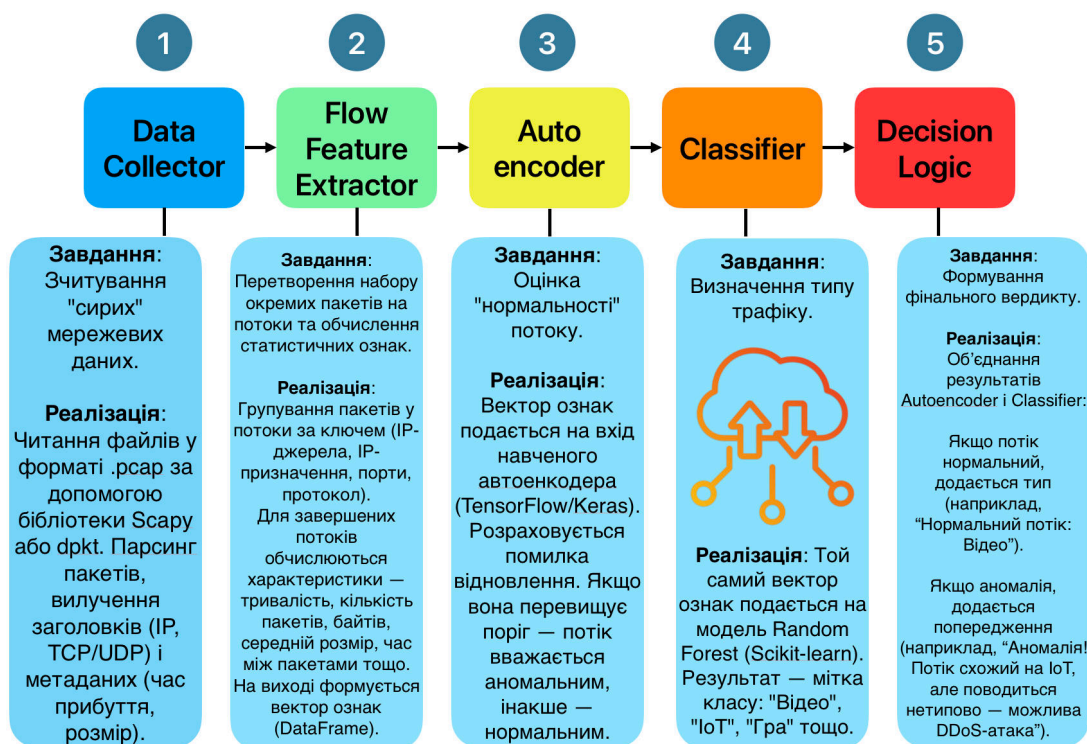 1
2
3
4
5
Data
Collector
Flow
Feature
Extractor
Auto
encoder
Classifier
Decision
Logic
Завдання:
Зчитування
"сирих"
мережевих
даних.
Реалізація:
Читання файлів у
форматі .pcap за
допомогою
бібліотеки Scapy
або dpkt. Парсинг
пакетів,
вилучення
заголовків (IP,
TCP/UDP) і
метаданих (час
прибуття,
розмір).
Завдання:
Перетворення набору
окремих пакетів на
потоки та обчислення
статистичних ознак.
Реалізація:
Групування пакетів у
потоки за ключем (IP-
джерела, IP-
призначення, порти,
протокол).
Для завершених
потоків
обчислюються
характеристики —
тривалість, кількість
пакетів, байтів,
середній розмір, час
між пакетами тощо.
На виході формується
вектор ознак
(DataFrame).
Завдання:
Оцінка
"нормальності"
потоку.
Реалізація:
Вектор ознак
подається на вхід
навченого
автоенкодера
(TensorFlow/Keras).
Розраховується
помилка
відновлення. Якщо
вона перевищує
поріг — потік
вважається
аномальним,
інакше —
нормальним.
Завдання:
Визначення типу
трафіку.
Реалізація: Той
самий вектор
ознак подається на
модель Random
Forest (Scikit-learn).
Результат — мітка
класу: "Відео",
"IoT", "Гра" тощо.
Завдання:
Формування
фінального вердикту.
Реалізація:
Об’єднання
результатів
Autoencoder і Classifier:
Якщо потік
нормальний,
додається тип
(наприклад,
“Нормальний потік:
Відео”).
Якщо аномалія,
додається
попередження
(наприклад, “Аномалія!
Потік схожий на IoT,
але поводиться
нетипово — можлива
DDoS-атака”).